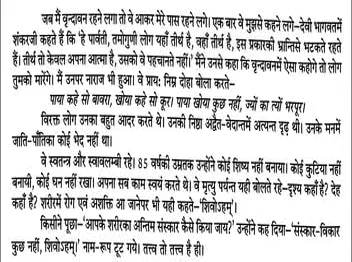 जब मैं वृन्दावन रहने लगा तो वे आकर मेरे पास रहने लगे। एक बार वे मुझसे कहने लगे–देवी भागवतमें
शंकरजी कहते हैं कि 'हे पार्वती, तमोगुणी लोग यहाँ तीर्थ है, वहाँ तीर्थ है, इस प्रकारकी भ्रान्तिसे भटकते रहते
हैं। तीर्थ तो केवल अपना आत्मा है, उसको वे पहचानते नहीं।' मैंने उनसे कहा कि वृन्दावनमें ऐसा कहोगे तो लोग
तुमको मारेंगे। मैं उनपर नाराज भी हुआ। वे प्रायः निम्न दोहा बोला करते–
पाया कहे सो बावरा, खोया कहे सो कूर। पाया खोया कुछ नहीं, ज्यों का त्यों भरपूर।
विरक्त लोग उनका बहुत आदर करते थे। उनकी निष्ठा अद्वैत-वेदान्तमें अत्यन्त दृढ़ थी। उनके मनमें
जाति-पाँतिका कोई भेद नहीं था।
वे स्वतन्त्र और स्वावलम्बी रहे। 85 वर्षकी उम्रतक उन्होंने कोई शिष्य नहीं बनाया। कोई कुटिया नहीं
बनायी, कोई धन नहीं रखा। अपना सब काम स्वयं करते थे। वे मृत्यु पर्यन्त यही बोलते रहे–दृश्य कहाँ है? देह
कहाँ है? शरीरमें रोग एवं अशक्ति आ जानेपर भी यही कहते–'शिवोऽहम्'।
किसीने पूछा–'आपके शरीरका अन्तिम संस्कार कैसे किया जाय?' उन्होंने कह दिया–'संस्कार-विकार
कुछ नहीं, शिवोऽहम्।' नाम-रूप टूट गये। तत्त्व तो तत्त्व है ही।